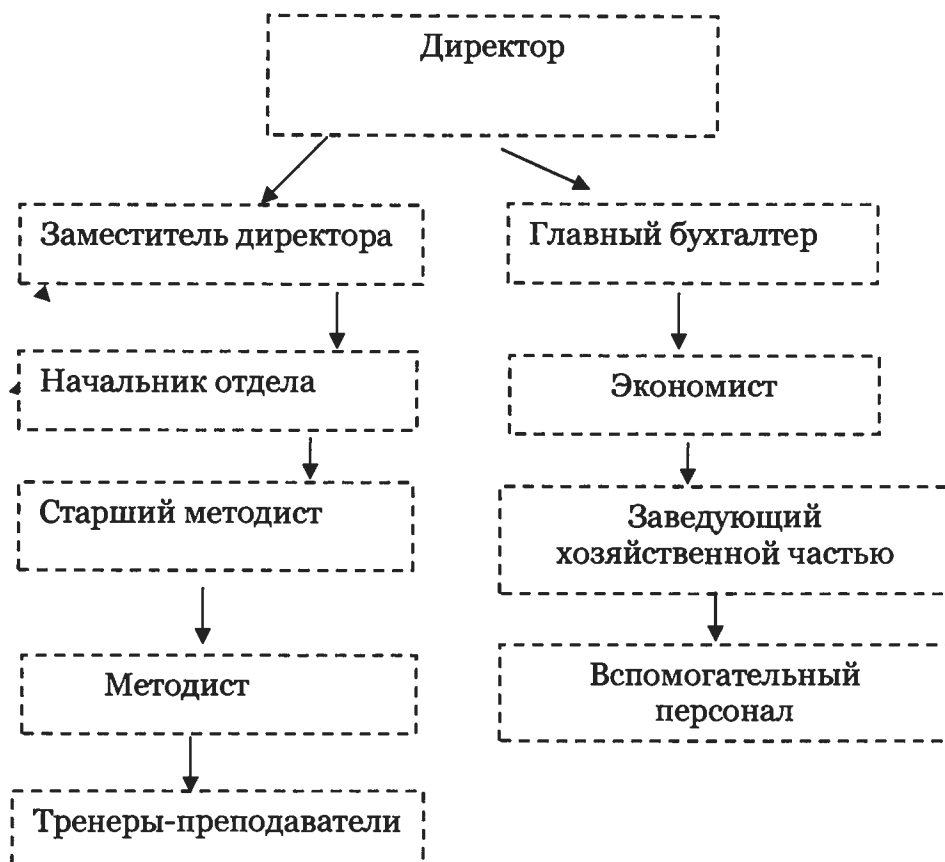 Директор
Заместитель директора
Главный бухгалтер
Начальник отдела
Экономист
Старший методист
Заведующий
хозяйственной частью
Методист
Вспомогательный
персонал
Тренеры-преподаватели